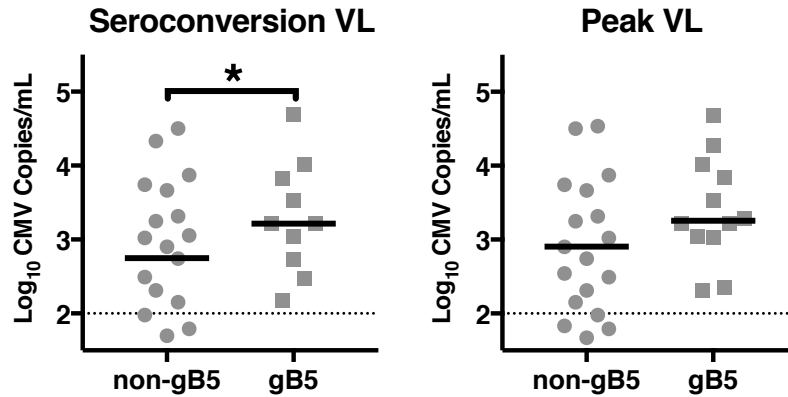 Seroconversion VL
Log10 CMV Copies/mL
5
4
3
2
*
non-gB5 gB5
Peak VL
Log10 CMV Copies/mL
5
4
3
2
non-gB5 gB5